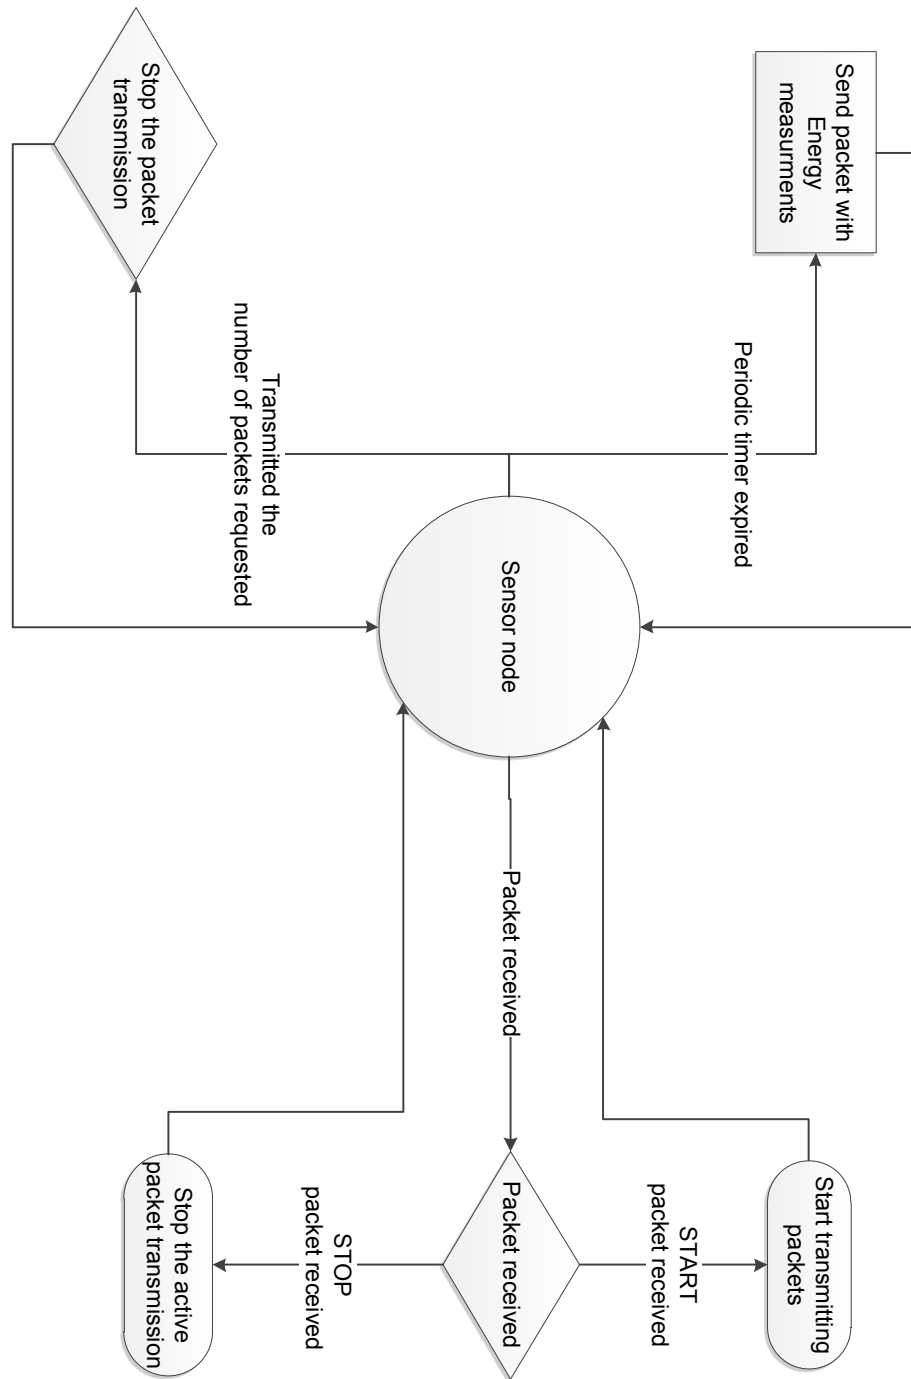 Send packet with
Energy
measurments
Periodic timer expired
Stop the packet
transmission
Transmitted the
number of packets requested
Sensor node
Packet received
Packet received
START
packet received
Start transmitting
packets
STOP
packet received
Stop the active
packet transmission